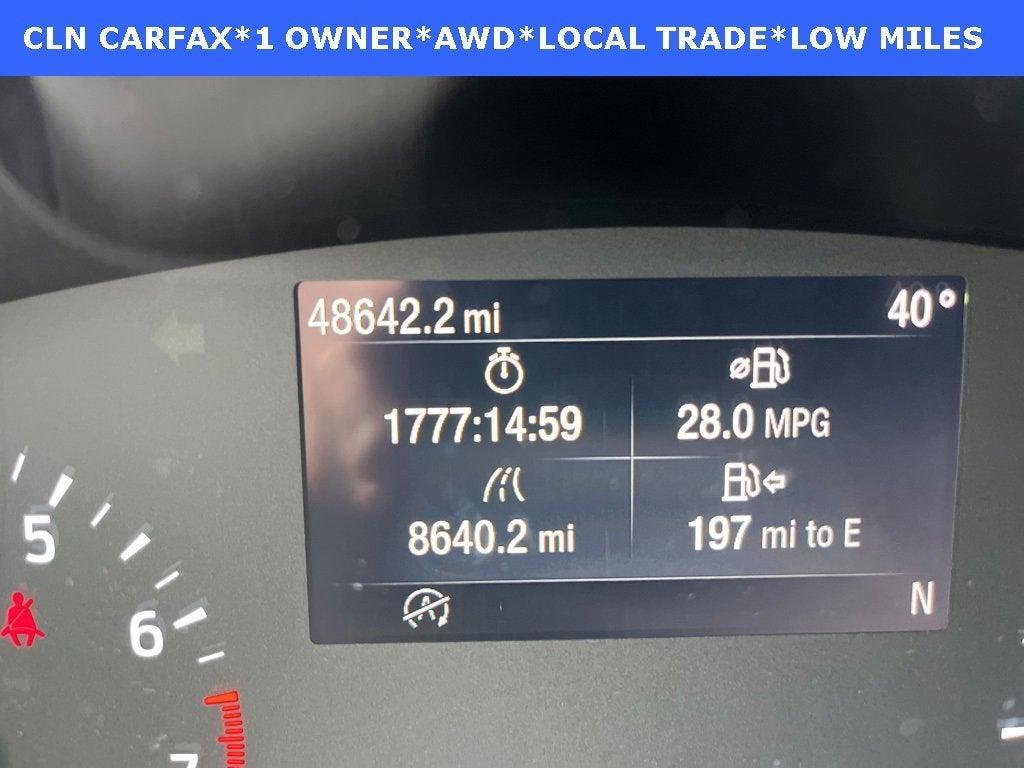 CLN CARFAX*1 OWNER*AWD*LOCAL TRADE*LOW MILES
48642.2 mi 40°
1777:14:59 28.0 MPG
8640.2 mi 197 mi to E
A N
5
6
7